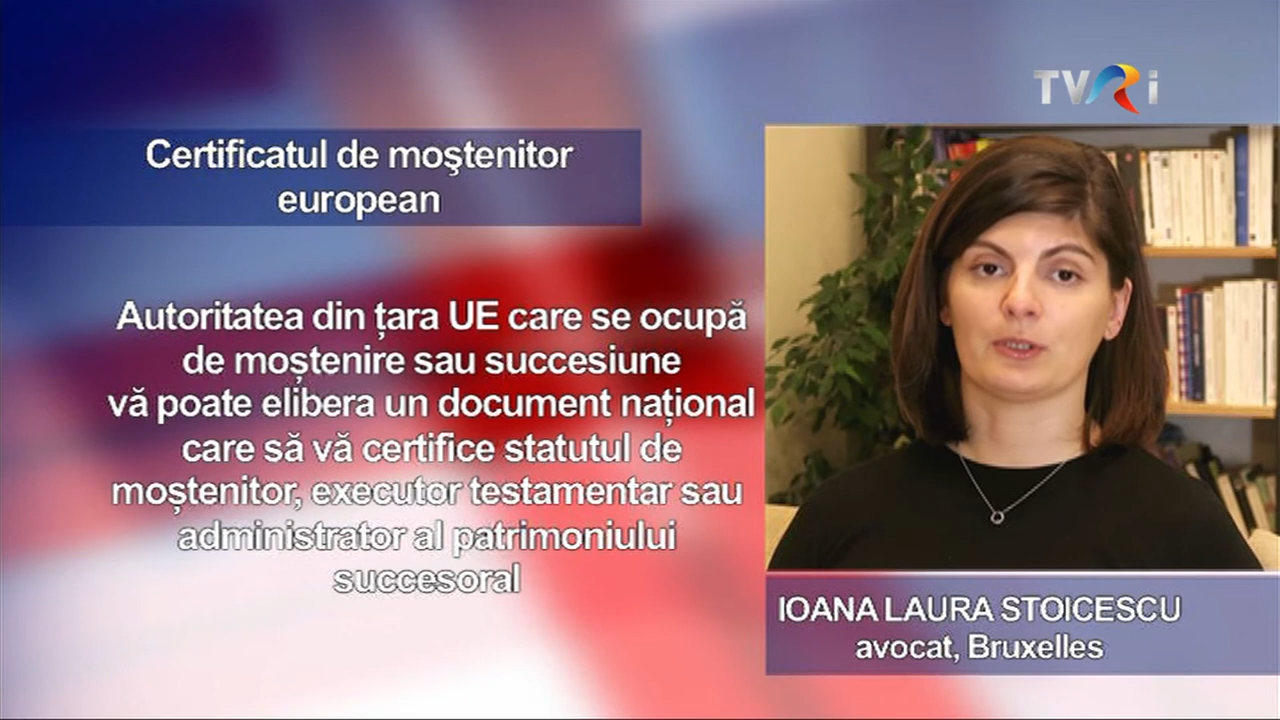 TVRi
Certificatul de moştenitor
european
Autoritatea din țara UE care se ocupă
de moștenire sau succesiune
vă poate elibera un document național
care să vă certifice statutul de
moștenitor, executor testamentar sau
administrator al patrimoniului
succesoral
IOANA LAURA STOICESCU
avocat, Bruxelles